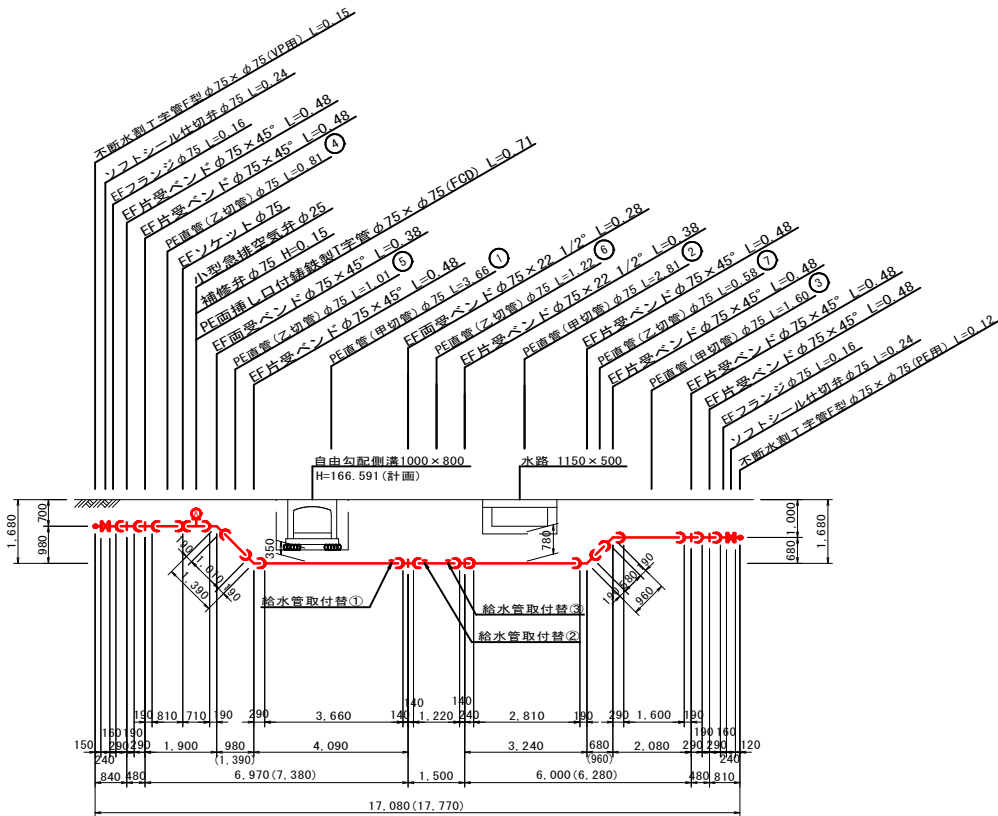 不断水割T字管F型φ75×φ75(VP用) L=0.15
ソフトシール仕切弁φ75 L=0.24
EFフランジφ75 L=0.16
EF片受ベンドφ75×45° L=0.48
EF片受ベンドφ75×45° L=0.48
PE直管(乙切管)φ75 L=0.81 ④
EFソケットφ75
小型急排空気弁φ25
補修弁φ75 H=0.15
PE両挿し口付鋳鉄製T字管φ75×φ75(FCD) L=0.71
EF両受ベンドφ75×45° L=0.38
PE直管(乙切管)φ75 L=1.01 ⑤
EF片受ベンドφ75×45° L=0.48
PE直管(甲切管)φ75 L=3.66 ①
EF両受ベンドφ75×22 1/2° L=0.28
PE直管(乙切管)φ75 L=1.22 ⑥
EF片受ベンドφ75×22 1/2° L=0.38
PE直管(甲切管)φ75 L=2.81 ②
EF片受ベンドφ75×45° L=0.48
PE直管(乙切管)φ75 L=0.58 ⑦
EF片受ベンドφ75×45° L=0.48
PE直管(甲切管)φ75 L=1.60 ③
EF片受ベンドφ75×45° L=0.48
EF片受ベンドφ75×45° L=0.48
EFフランジφ75 L=0.16
ソフトシール仕切弁φ75 L=0.24
不断水割T字管F型φ75×φ75(PE用) L=0.12
自由勾配側溝1000×800
H=166.591(計画)
水路 1150×500
1,680
700
980
350
780
1,000
680
1,680
190
1,010
190
1,390
190
580
190
960
給水管取付替①
給水管取付替③
給水管取付替②
140
140
190 810 710 190 290 3,660 140 1,220 240 2,810 190 290 1,600 190
160 190
190 160
150 290 290 1,900 980 4,090 3,240 680 2,080 290 290 120
240
(1,390)
(960)
240
840 480 6,970(7,380) 1,500 6,000(6,280) 480 810
17,080(17,770)